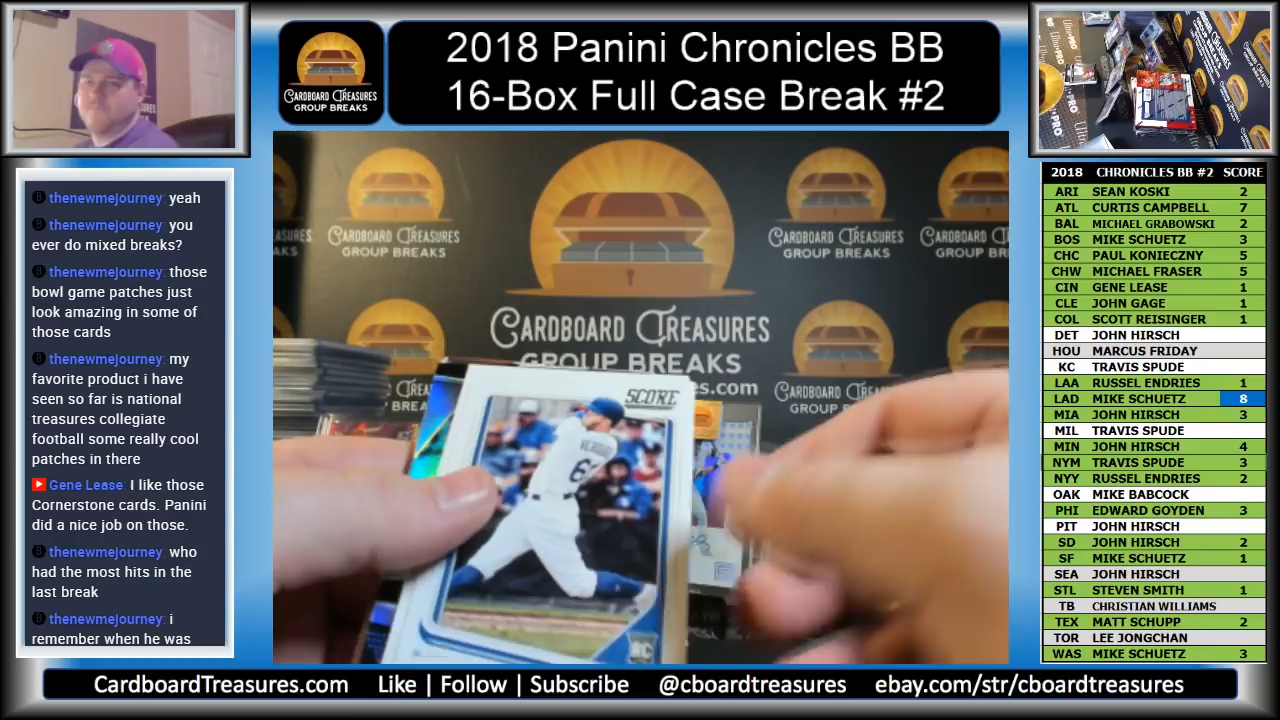 2018 Panini Chronicles BB
16-Box Full Case Break #2
CARDBOARD TREASURES
GROUP BREAKS
thenewmejourney: yeah
thenewmejourney: you
ever do mixed breaks?
thenewmejourney: those
bowl game patches just
look amazing in some of
those cards
thenewmejourney: my
favorite product i have
seen so far is national
treasures collegiate
football some really cool
patches in there
Gene Lease: I like those
Cornerstone cards. Panini
did a nice job on those.
thenewmejourney: who
had the most hits in the
last break
thenewmejourney: i
remember when he was
CARDBOARD TREASURES
GROUP BREAKS
CARDBOARD TREASURES
GROUP BREAKS
CARDBOARD TREASURES
GROUP BREAKS
SCORE
RC
2018 CHRONICLES BB #2 SCORE
ARI SEAN KOSKI 2
ATL CURTIS CAMPBELL 7
BAL MICHAEL GRABOWSKI 2
BOS MIKE SCHUETZ 3
CHC PAUL KONIECZNY 5
CHW MICHAEL FRASER 5
CIN GENE LEASE 1
CLE JOHN GAGE 1
COL SCOTT REISINGER 1
DET JOHN HIRSCH
HOU MARCUS FRIDAY
KC TRAVIS SPUDE
LAA RUSSEL ENDRIES 1
LAD MIKE SCHUETZ 8
MIA JOHN HIRSCH 3
MIL TRAVIS SPUDE
MIN JOHN HIRSCH 4
NYM TRAVIS SPUDE 3
NYY RUSSEL ENDRIES 2
OAK MIKE BABCOCK
PHI EDWARD GOYDEN 3
PIT JOHN HIRSCH
SD JOHN HIRSCH 2
SF MIKE SCHUETZ 1
SEA JOHN HIRSCH
STL STEVEN SMITH 1
TB CHRISTIAN WILLIAMS
TEX MATT SCHUPP 2
TOR LEE JONGCHAN
WAS MIKE SCHUETZ 3
CardboardTreasures.com Like | Follow | Subscribe @cboardtreasures ebay.com/str/cboardtreasures